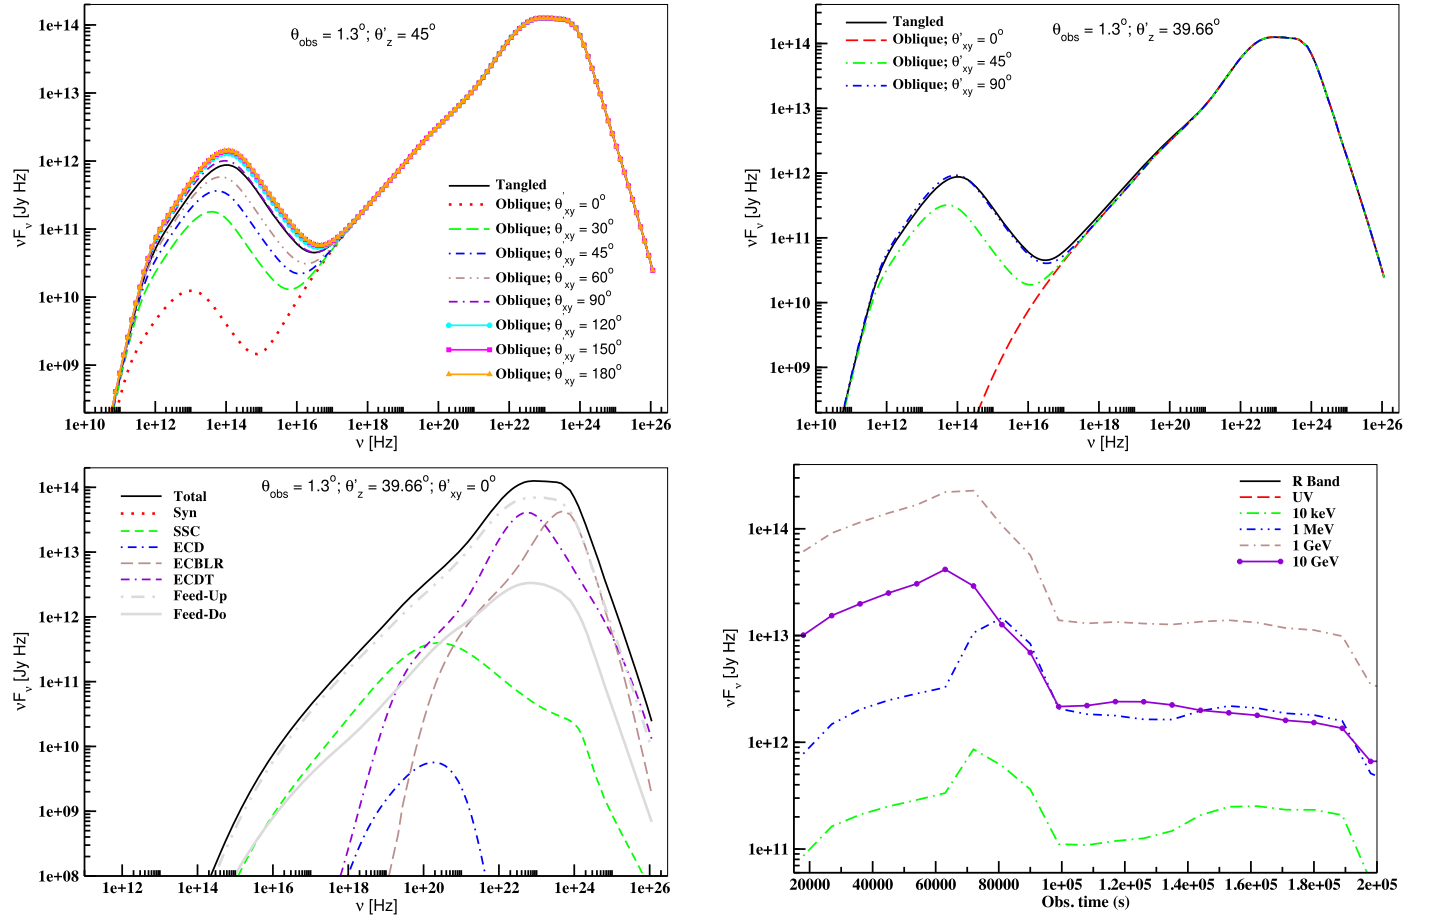 θobs = 1.3°; θ'z = 45°
1e+14
1e+13
1e+12
1e+11
1e+10
1e+09
νFν [Jy Hz]
Tangled
Oblique; θ'xy = 0°
Oblique; θ'xy = 30°
Oblique; θ'xy = 45°
Oblique; θ'xy = 60°
Oblique; θ'xy = 90°
Oblique; θ'xy = 120°
Oblique; θ'xy = 150°
Oblique; θ'xy = 180°
1e+10 1e+12 1e+14 1e+16 1e+18 1e+20 1e+22 1e+24 1e+26
ν [Hz]
Tangled
Oblique; θ'xy = 0°
Oblique; θ'xy = 45°
Oblique; θ'xy = 90°
θobs = 1.3°; θ'z = 39.66°
1e+14
1e+13
1e+12
1e+11
1e+10
1e+09
νFν [Jy Hz]
1e+10 1e+12 1e+14 1e+16 1e+18 1e+20 1e+22 1e+24 1e+26
ν [Hz]
θobs = 1.3°; θ'z = 39.66°; θ'xy = 0°
Total
Syn
SSC
ECD
ECBLR
ECDT
Feed-Up
Feed-Do
1e+14
1e+13
1e+12
1e+11
1e+10
1e+09
1e+08
νFν [Jy Hz]
1e+12 1e+14 1e+16 1e+18 1e+20 1e+22 1e+24 1e+26
ν [Hz]
R Band
UV
10 keV
1 MeV
1 GeV
10 GeV
1e+14
1e+13
1e+12
1e+11
νFν [Jy Hz]
20000 40000 60000 80000 1e+05 1.2e+05 1.4e+05 1.6e+05 1.8e+05 2e+05
Obs. time (s)